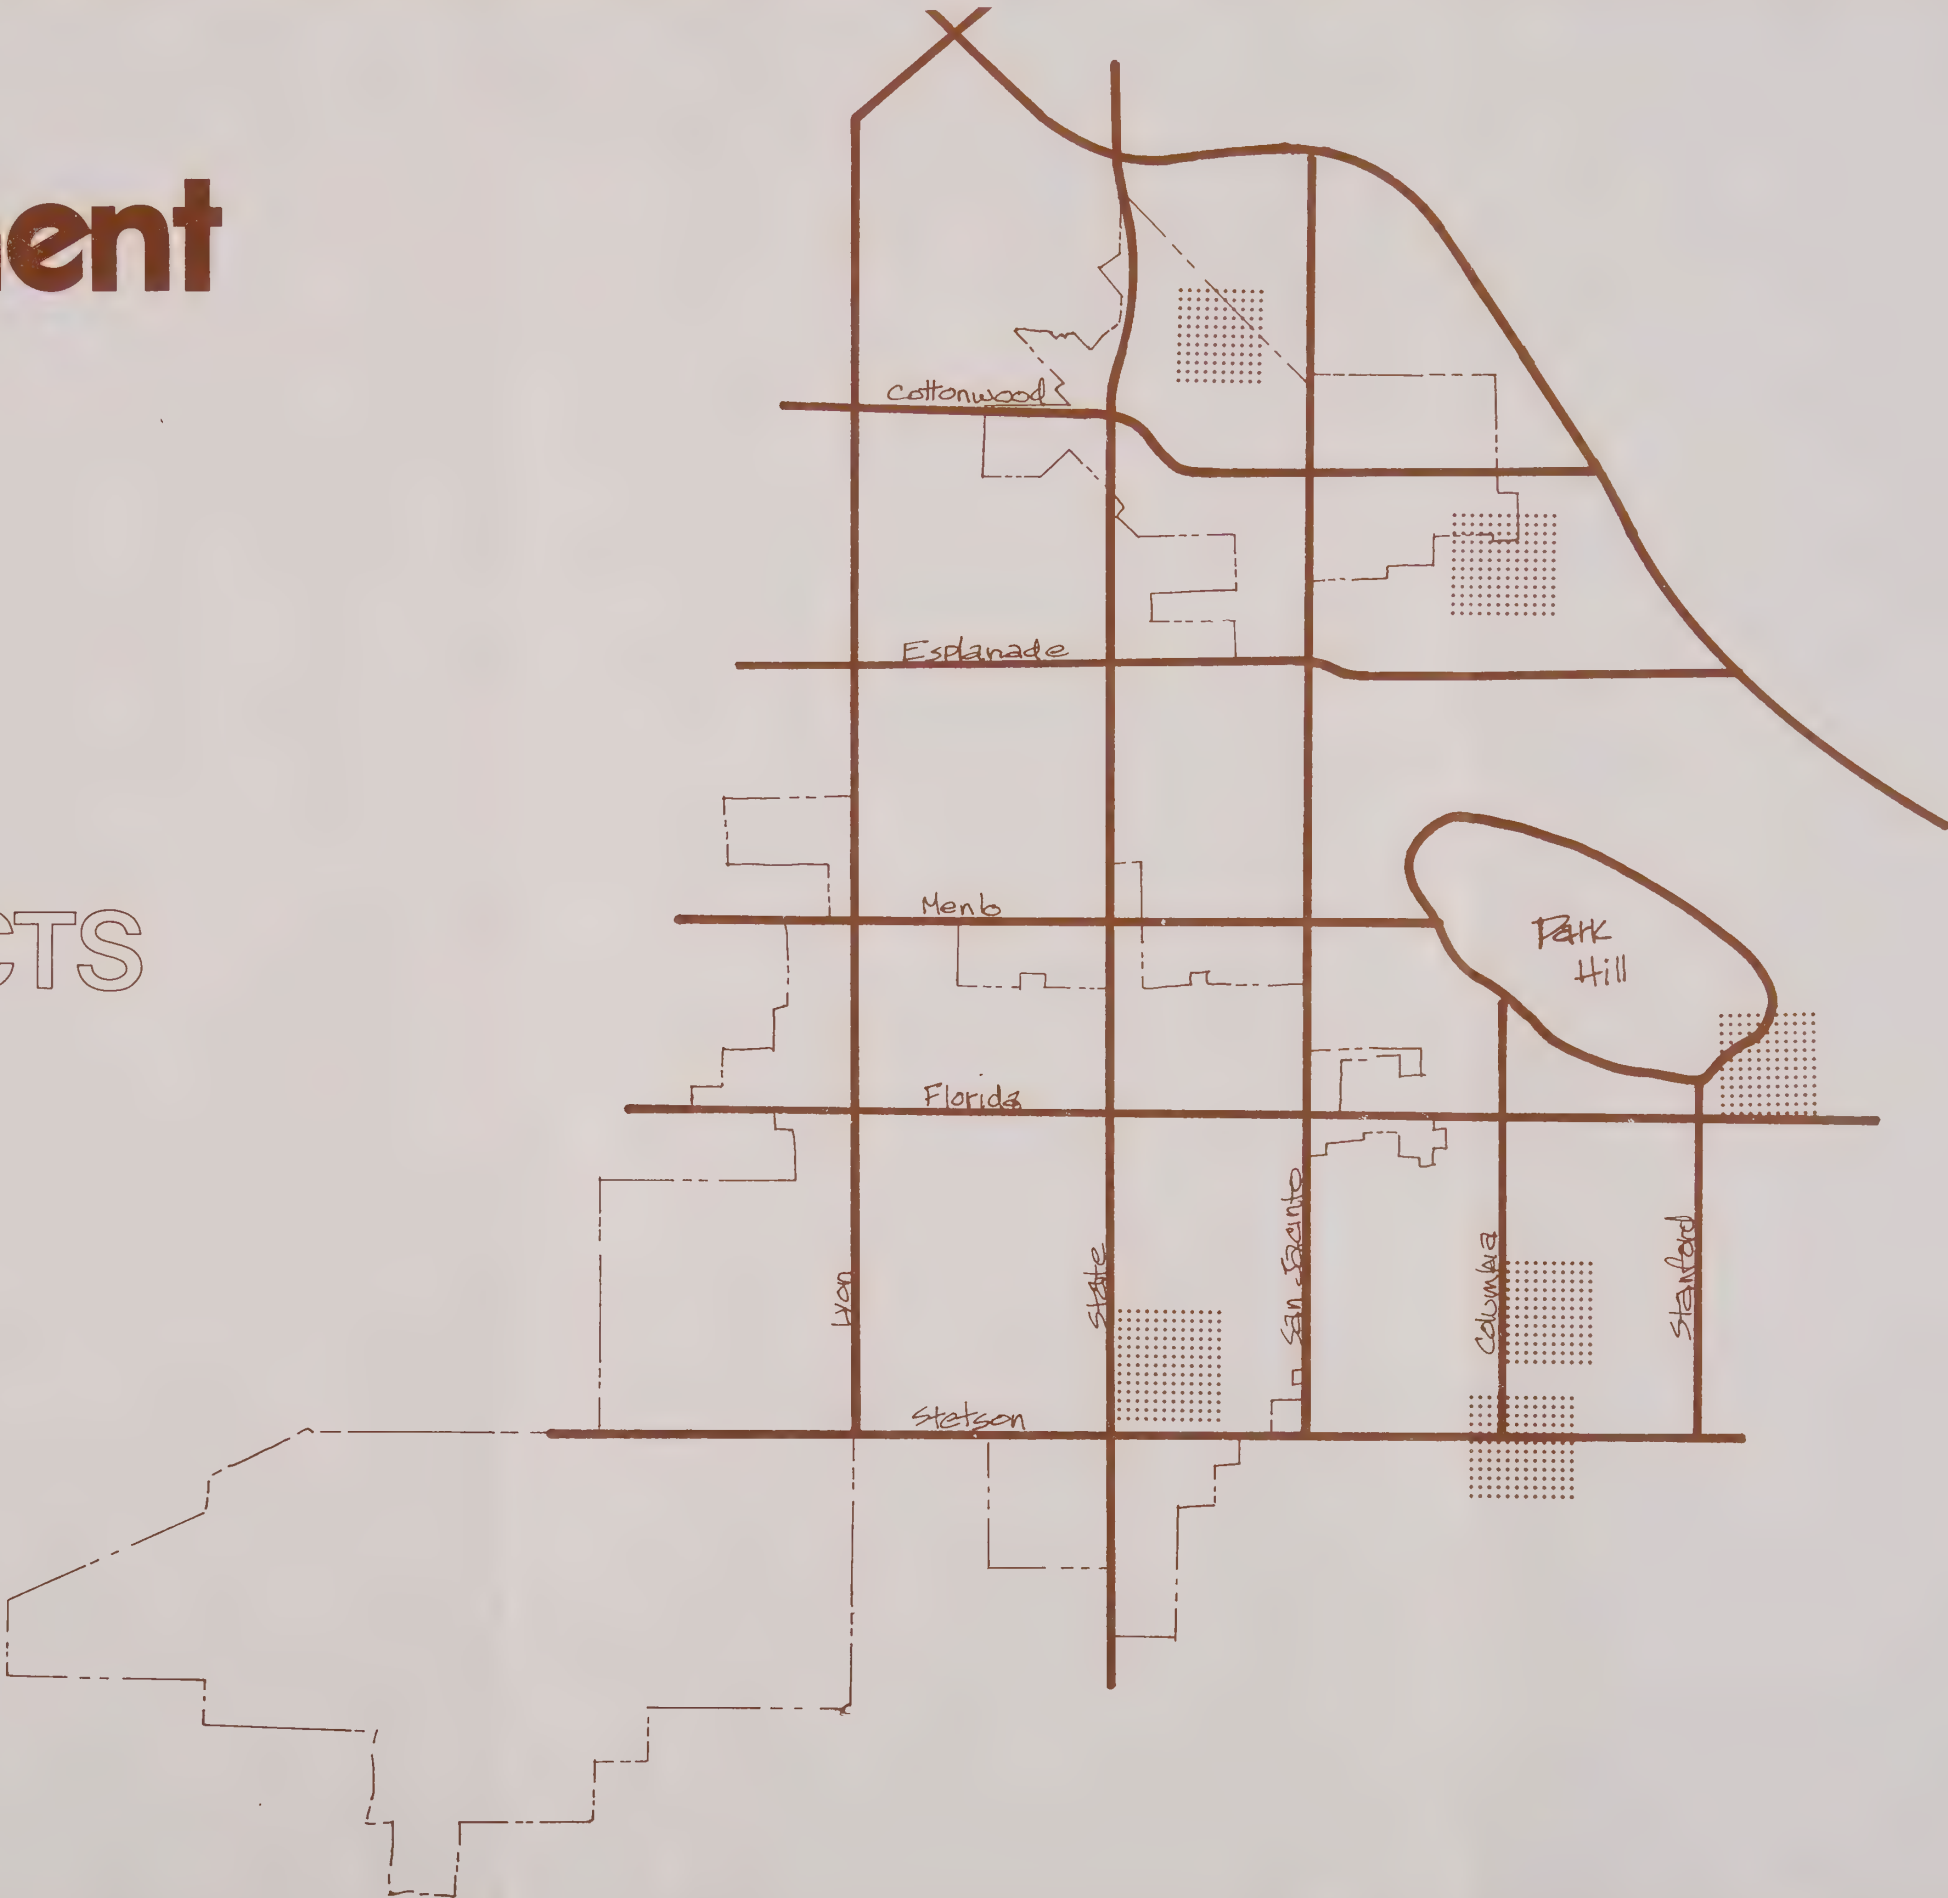 ent
Cottonwood
Esplanade
Menlo
CTS
Park
Hill
Florida
San Jacinto
Stanford
Columbia
State
Lyon
Stetson